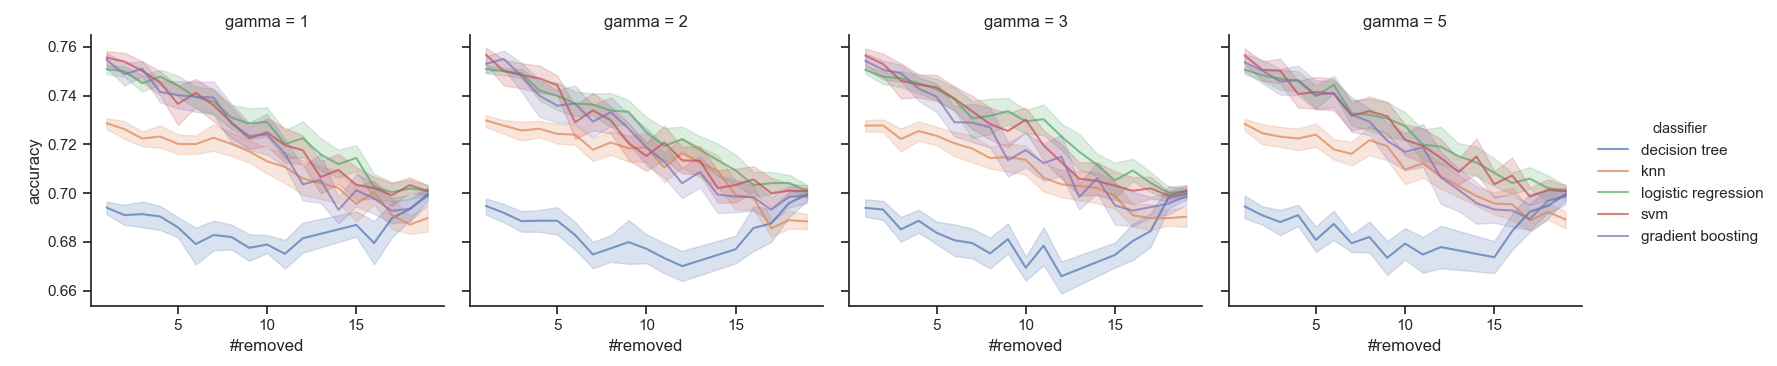 gamma = 1
gamma = 2
gamma = 3
gamma = 5
accuracy
0.76
0.74
0.72
0.70
0.68
0.66
5 10 15
5 10 15
5 10 15
5 10 15
#removed
#removed
#removed
#removed
classifier
decision tree
knn
logistic regression
svm
gradient boosting